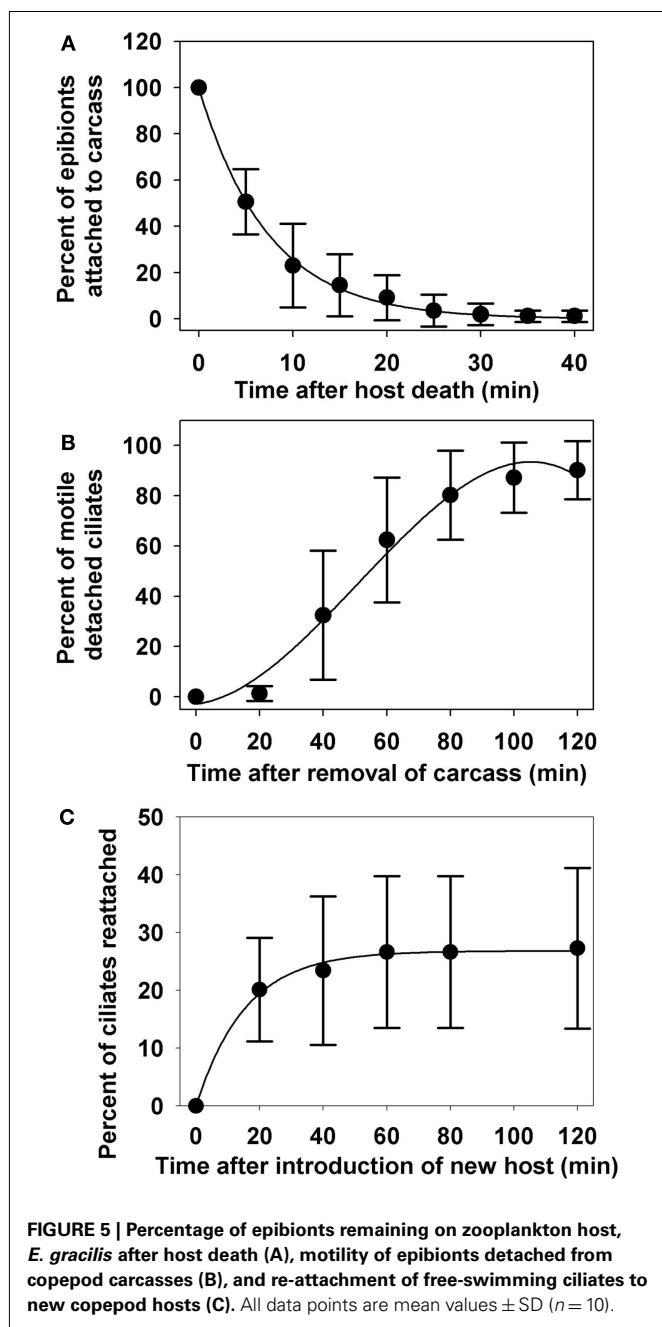 A
Percent of epibionts
attached to carcass
120
100
80
60
40
20
0
0 10 20 30 40
Time after host death (min)
B
Percent of motile
detached ciliates
100
80
60
40
20
0
0 20 40 60 80 100 120
Time after removal of carcass (min)
C
Percent of ciliates reattached
50
40
30
20
10
0
0 20 40 60 80 100 120
Time after introduction of new host (min)
FIGURE 5 | Percentage of epibionts remaining on zooplankton host,
E. gracilis after host death (A), motility of epibionts detached from
copepod carcasses (B), and re-attachment of free-swimming ciliates to
new copepod hosts (C). All data points are mean values ± SD (n = 10).